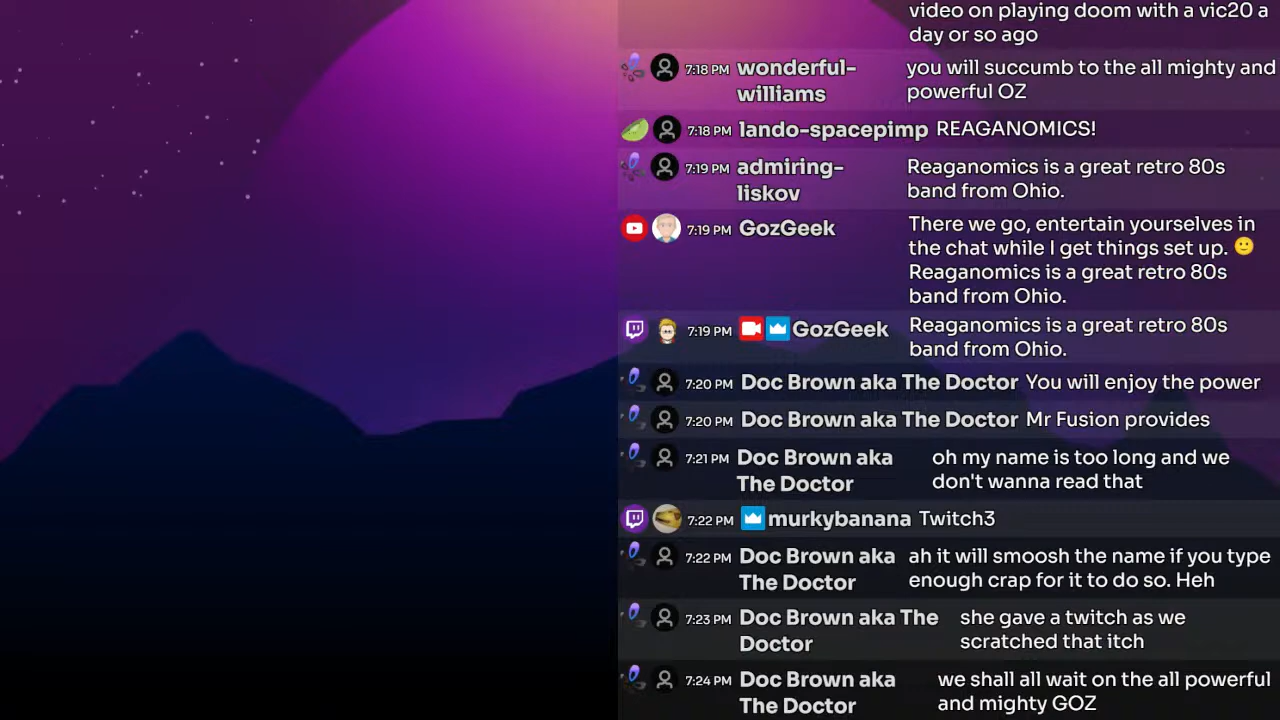 video on playing doom with a vic20 a
day or so ago
7:18 PM wonderful- you will succumb to the all mighty and
williams powerful OZ
7:18 PM lando-spacepimp REAGANOMICS!
7:19 PM admiring- Reaganomics is a great retro 80s
liskov band from Ohio.
7:19 PM GozGeek There we go, entertain yourselves in
the chat while I get things set up. 🙂
Reaganomics is a great retro 80s
band from Ohio.
7:19 PM GozGeek Reaganomics is a great retro 80s
band from Ohio.
7:20 PM Doc Brown aka The Doctor You will enjoy the power
7:20 PM Doc Brown aka The Doctor Mr Fusion provides
7:21 PM Doc Brown aka oh my name is too long and we
The Doctor don't wanna read that
7:22 PM murkybanana Twitch3
7:22 PM Doc Brown aka ah it will smoosh the name if you type
The Doctor enough crap for it to do so. Heh
7:23 PM Doc Brown aka The she gave a twitch as we
Doctor scratched that itch
7:24 PM Doc Brown aka we shall all wait on the all powerful
The Doctor and mighty GOZ